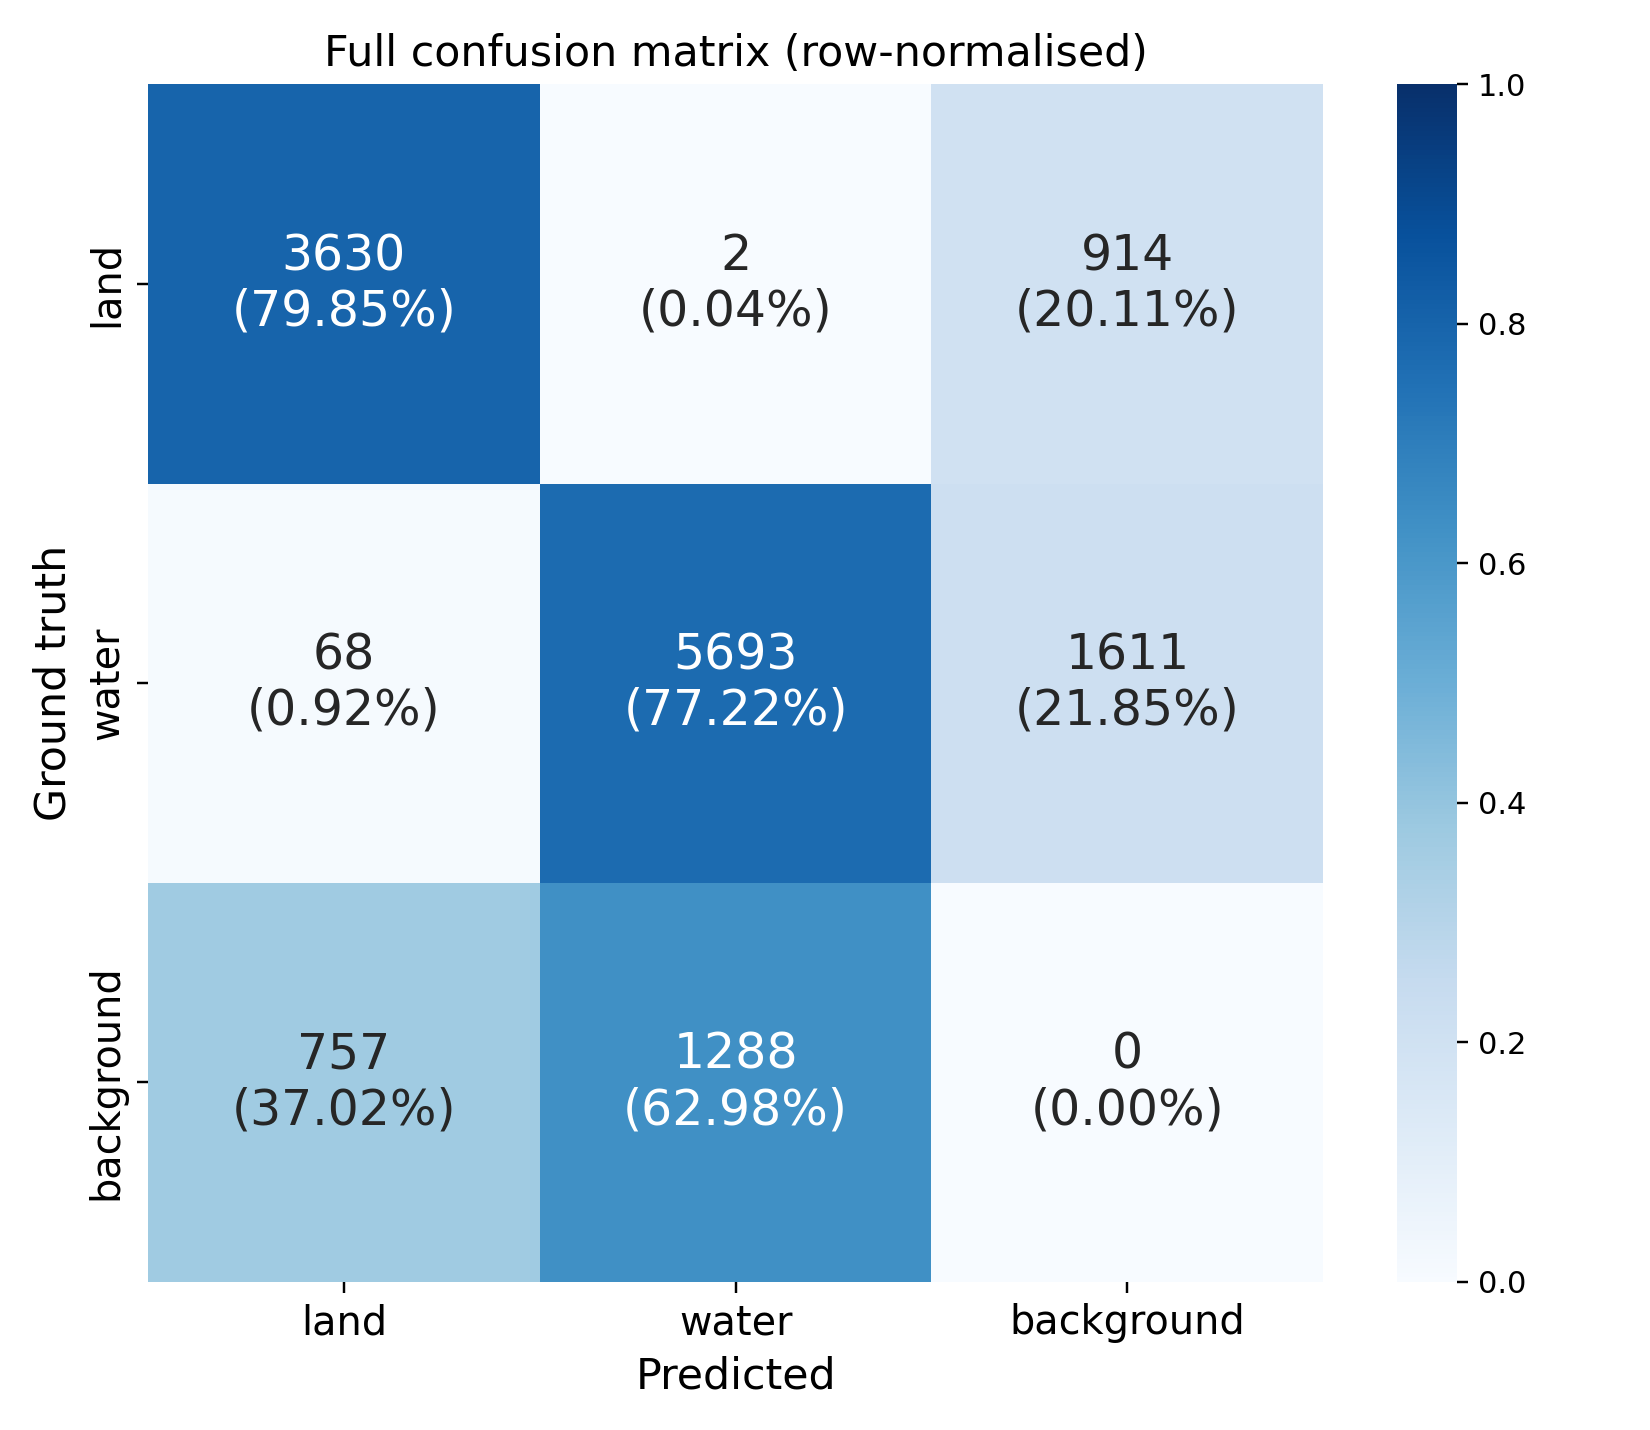 Full confusion matrix (row-normalised)
Ground truth
land
3630
(79.85%)
2
(0.04%)
914
(20.11%)
water
68
(0.92%)
5693
(77.22%)
1611
(21.85%)
background
757
(37.02%)
1288
(62.98%)
0
(0.00%)
land
water
background
Predicted
1.0
0.8
0.6
0.4
0.2
0.0